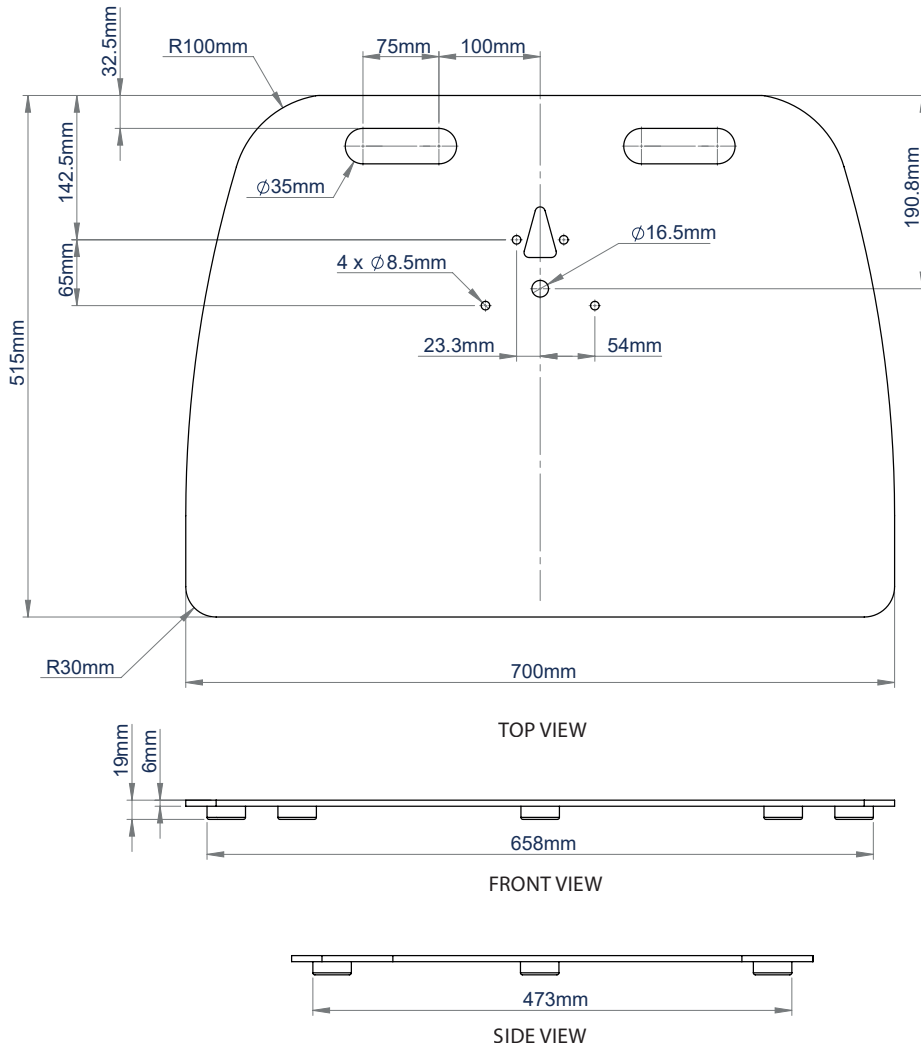 32.5mm
R100mm
75mm
100mm
142.5mm
190.8mm
⌀35mm
⌀16.5mm
65mm
4 x ⌀8.5mm
515mm
23.3mm
54mm
R30mm
700mm
TOP VIEW
19mm
6mm
658mm
FRONT VIEW
473mm
SIDE VIEW